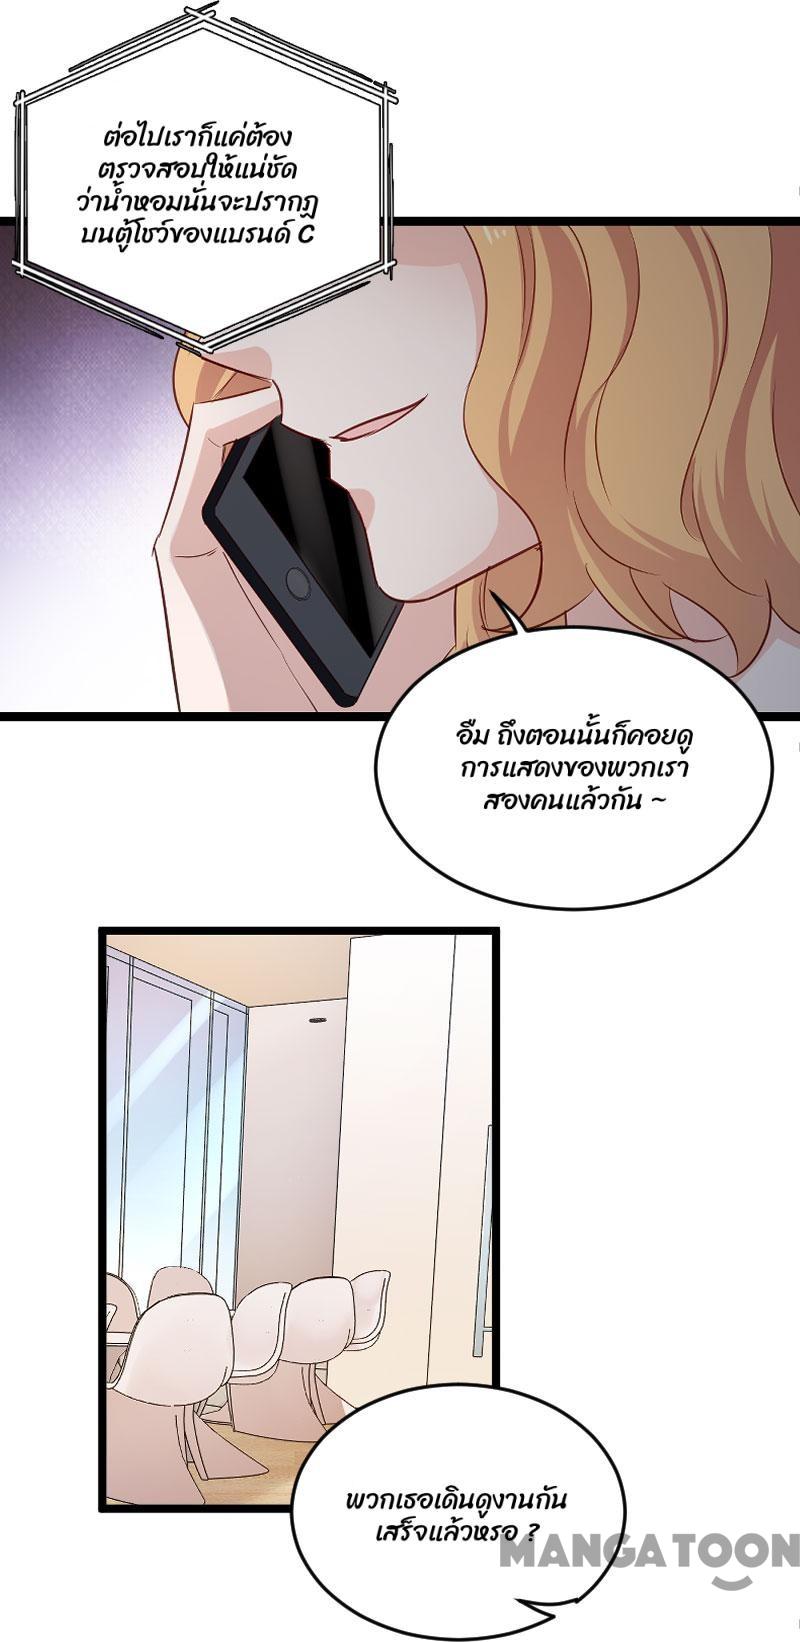 ต่อไปเราก็แค่ต้อง
ตรวจสอบให้แน่ชัด
ว่าน้ำหอมนั่นจะปรากฏ
บนตู้โชว์ของแบรนด์ C
อืม ถึงตอนนั้นก็คอยดู
การแสดงของพวกเรา
สองคนแล้วกัน ~
พวกเธอเดินดูงานกัน
เสร็จแล้วหรอ ?
MANGATOON